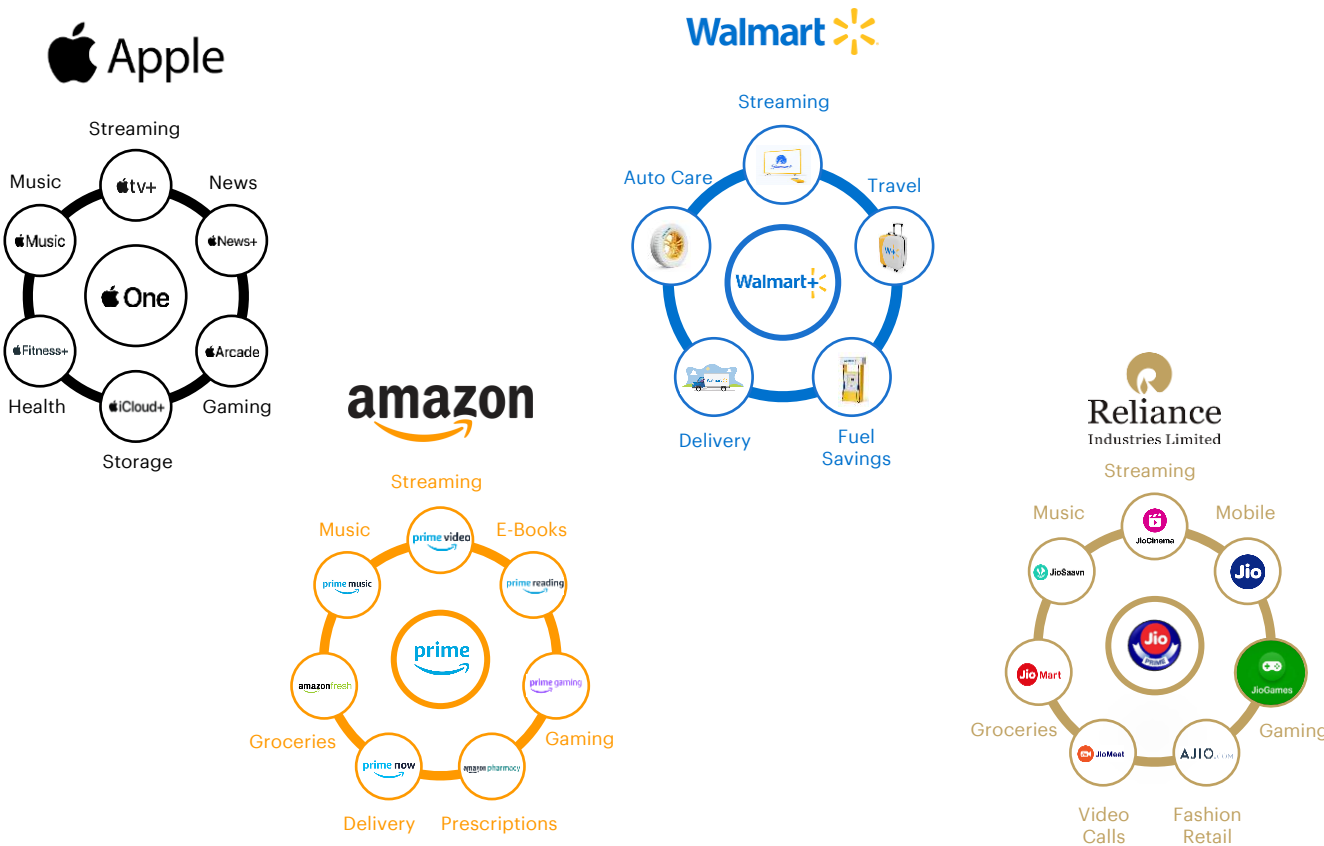 Apple
Streaming
Music
News
tv+
Music
News+
One
Fitness+
Arcade
Health
iCloud+
Gaming
Storage
Walmart
Streaming
Auto Care
Travel
W+
Walmart+
Walmart
Delivery
Fuel
Savings
amazon
Streaming
Music
E-Books
prime video
prime music
prime reading
prime
amazonfresh
prime gaming
Groceries
Gaming
prime now
amazon pharmacy
Delivery
Prescriptions
Reliance
Industries Limited
Streaming
Music
Mobile
JioCinema
JioSaavn
Jio
Jio
PRIME
Jio Mart
JioGames
Groceries
Gaming
JioMeet
AJIO.COM
Video
Calls
Fashion
Retail